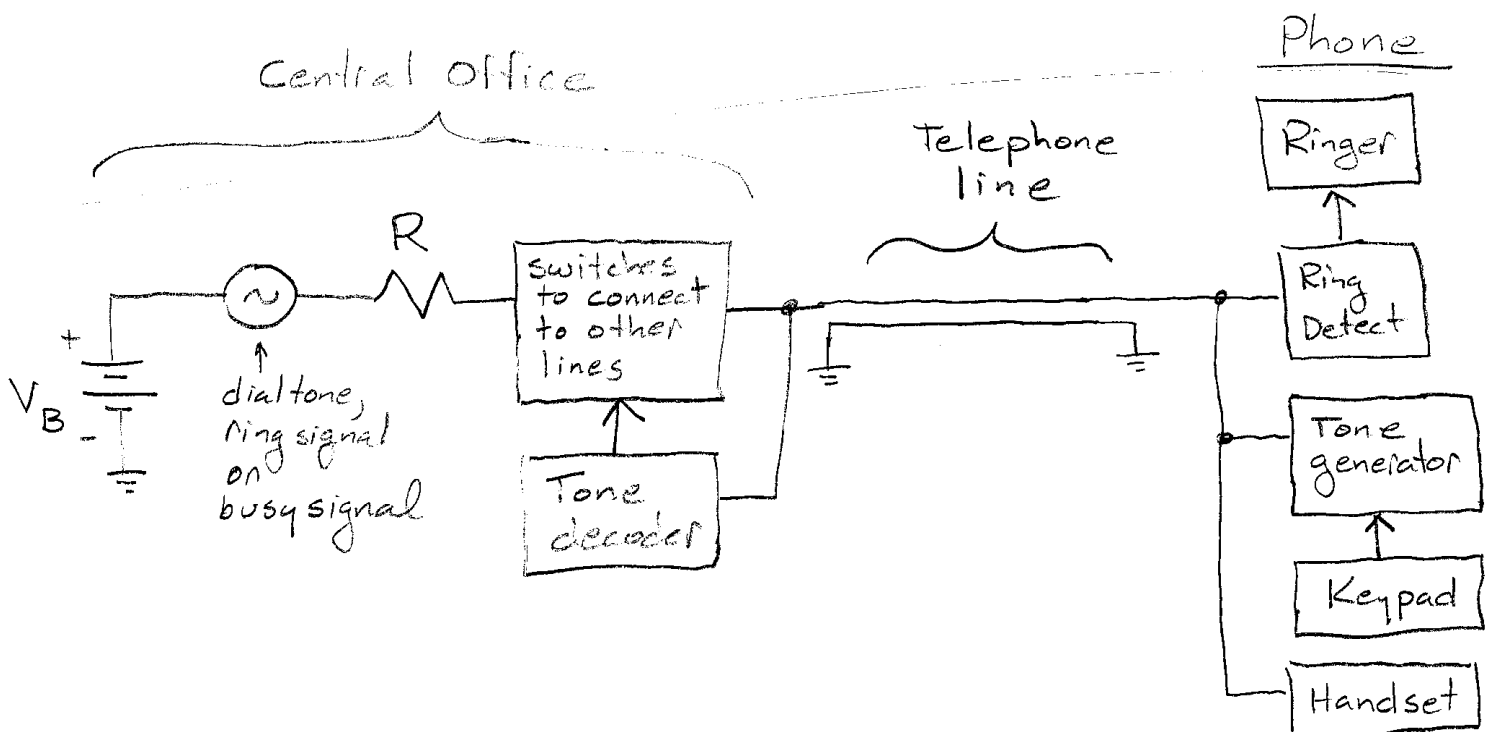 Central Office
Phone
Telephone
line
Ringer
R
switches
to connect
to other
lines
Ring
Detect
+
V_B
-
~
dialtone,
ring signal
on
busy signal
Tone
decoder
Tone
generator
Keypad
Handset